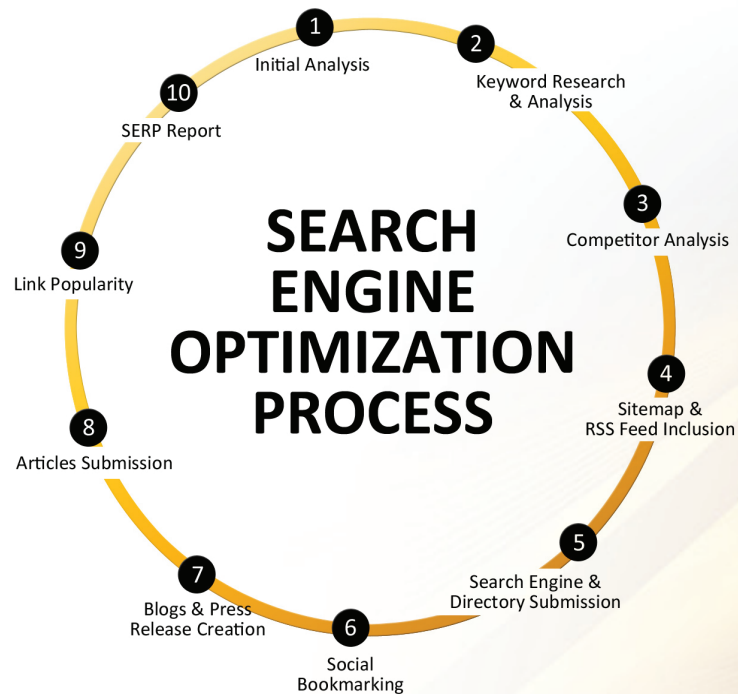 1
Initial Analysis
2
Keyword Research
& Analysis
3
Competitor Analysis
4
Sitemap &
RSS Feed Inclusion
5
Search Engine &
Directory Submission
6
Social
Bookmarking
7
Blogs & Press
Release Creation
8
Articles Submission
9
Link Popularity
10
SERP Report
SEARCH
ENGINE
OPTIMIZATION
PROCESS